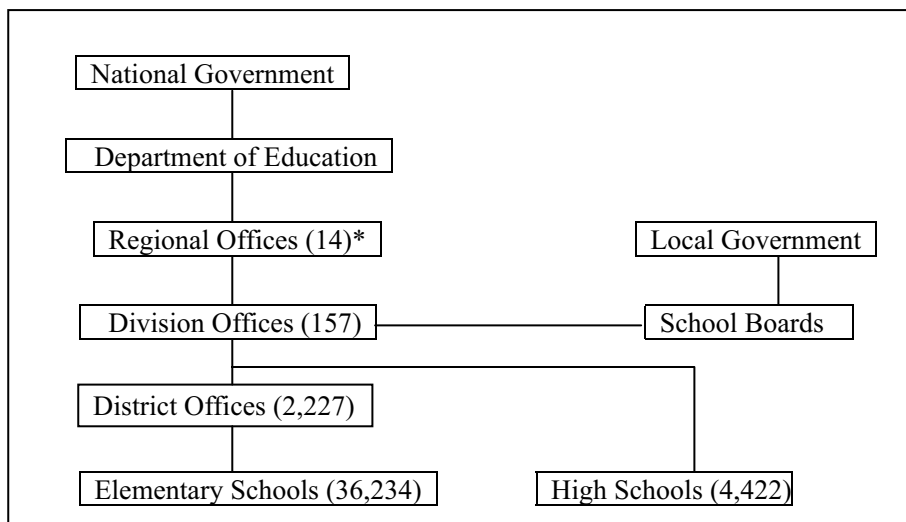 National Government
Department of Education
Regional Offices (14)*
Local Government
Division Offices (157)
School Boards
District Offices (2,227)
Elementary Schools (36,234)
High Schools (4,422)